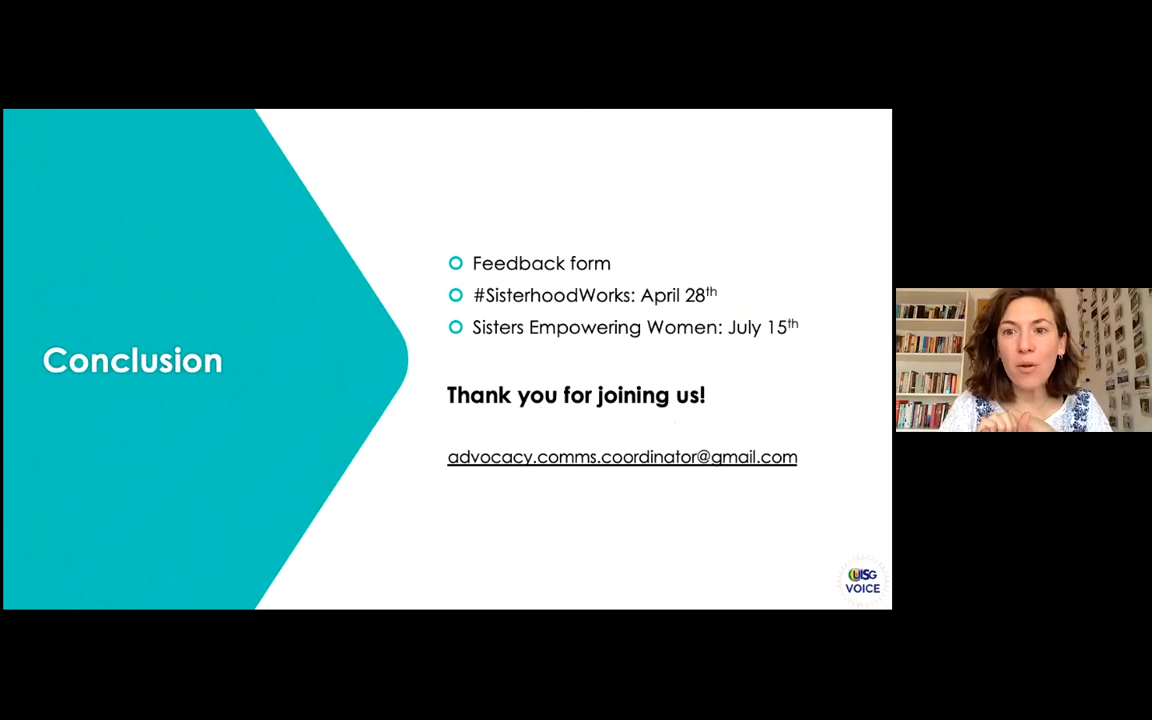 Conclusion
Feedback form
#SisterhoodWorks: April 28th
Sisters Empowering Women: July 15th
Thank you for joining us!
advocacy.comms.coordinator@gmail.com
UISG
VOICE